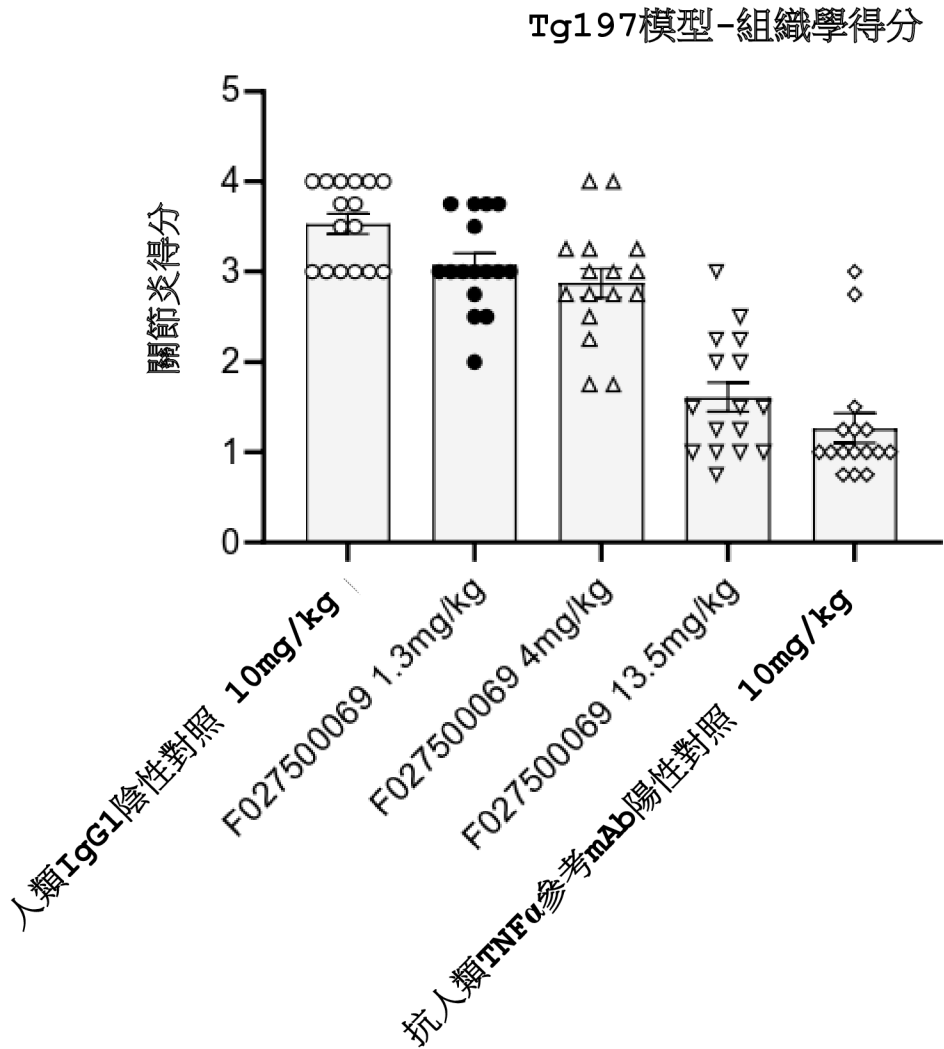 Tg197模型-組織學得分
關節炎得分
5
4
3
2
1
0
人類IgG1陰性對照 10mg/kg
F027500069 1.3mg/kg
F027500069 4mg/kg
F027500069 13.5mg/kg
抗人類TNFα參考mAb陽性對照 10mg/kg